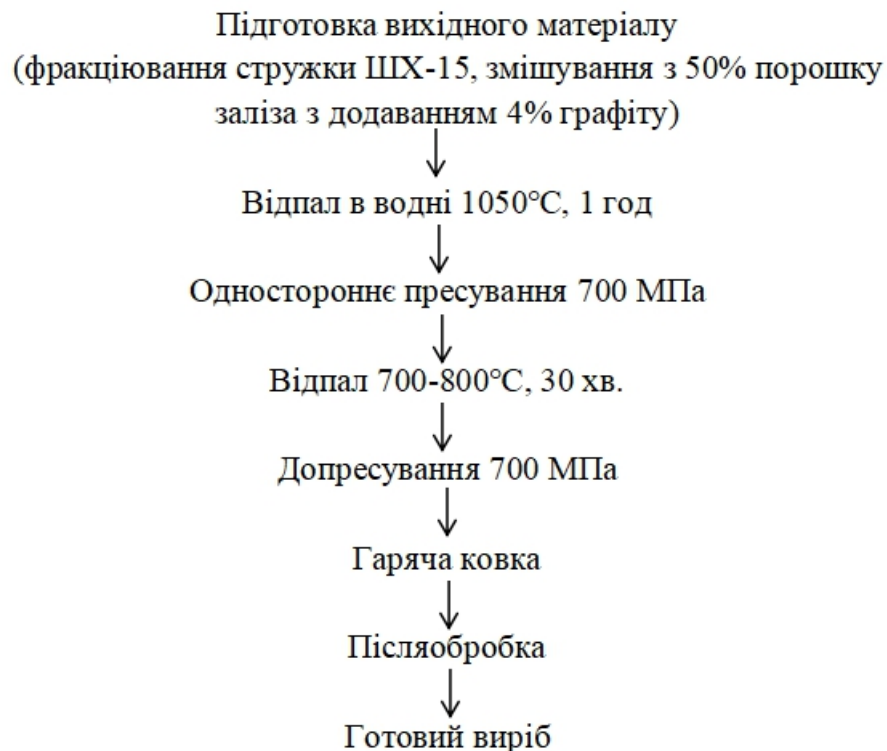 Підготовка вихідного матеріалу
(фракціювання стружки ШХ-15, змішування з 50% порошку
заліза з додаванням 4% графіту)
Відпал в водні 1050°С, 1 год
Одностороннє пресування 700 МПа
Відпал 700-800°С, 30 хв.
Допресування 700 МПа
Гаряча ковка
Післяобробка
Готовий виріб